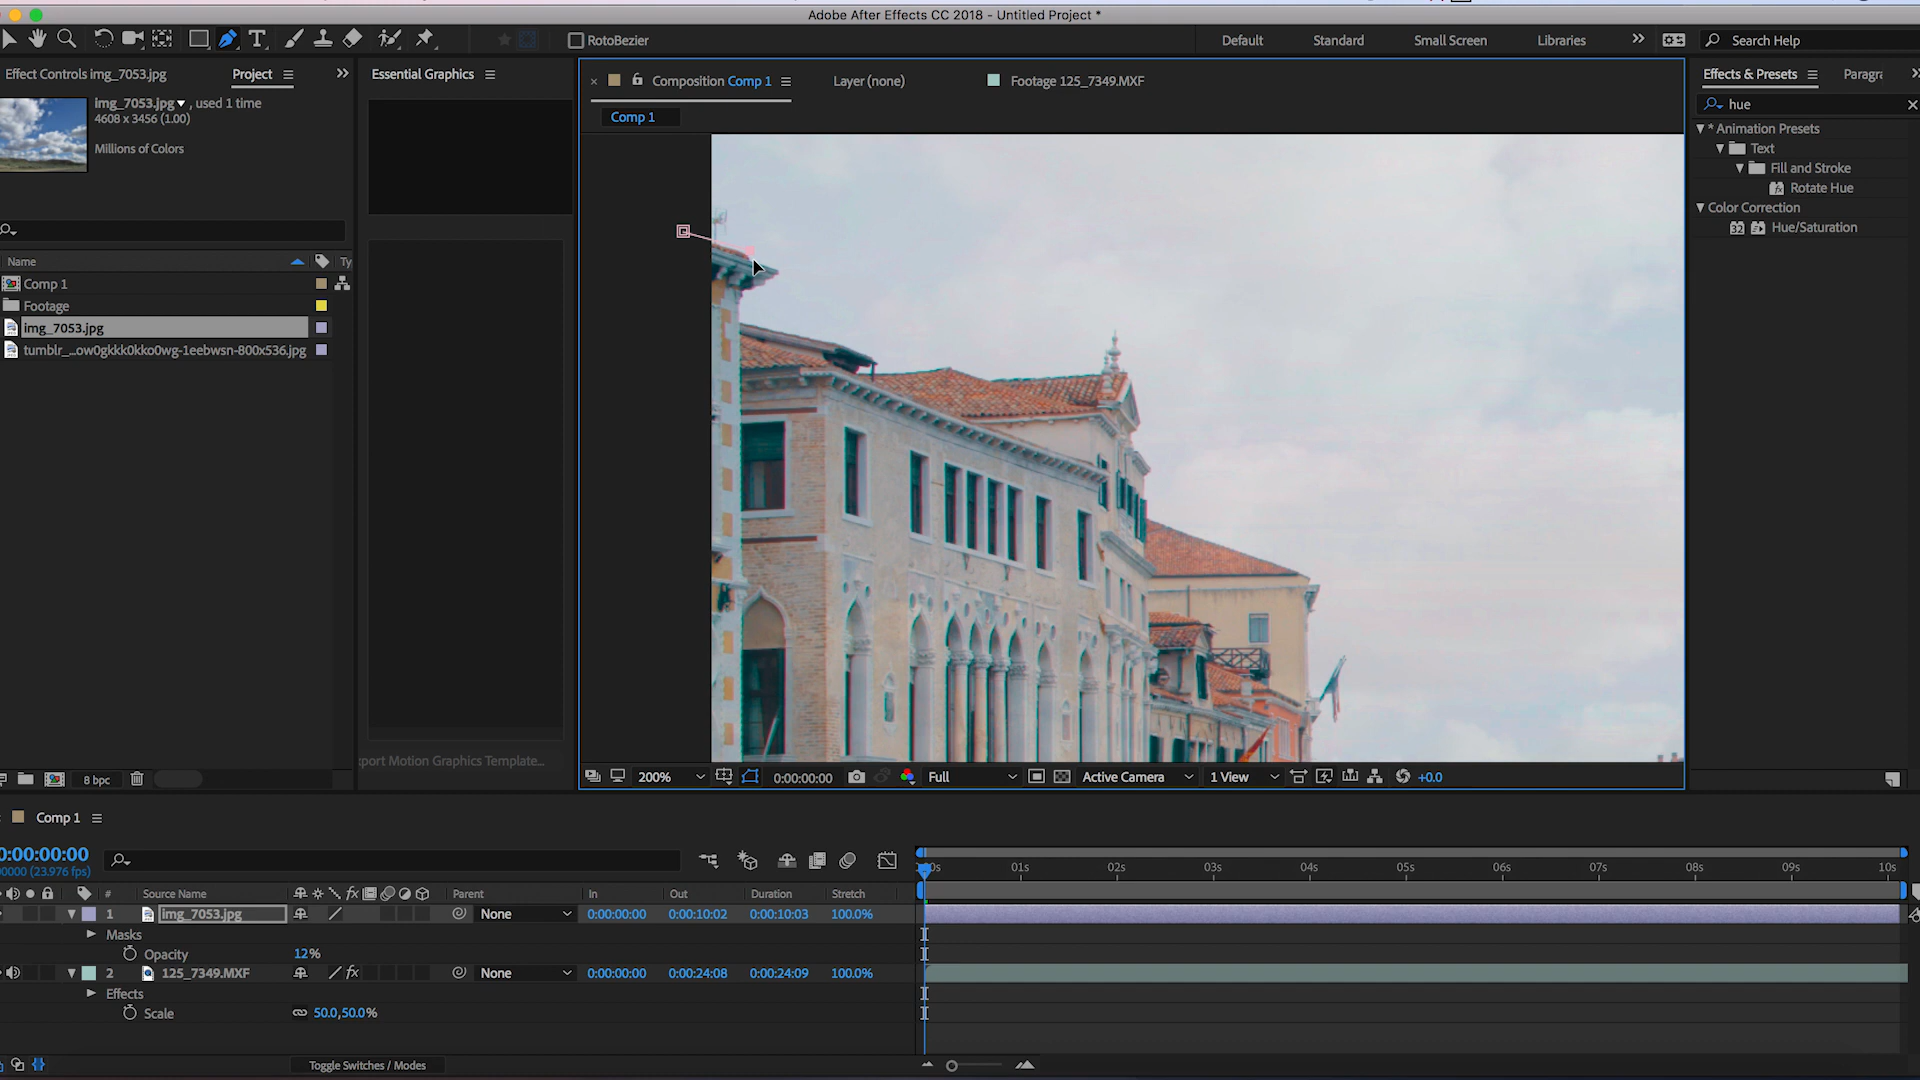 Adobe After Effects CC 2018 - Untitled Project *
RotoBezier
Default
Standard
Small Screen
Libraries
Search Help
Effect Controls img_7053.jpg
Project
Essential Graphics
Composition Comp 1
Layer (none)
Footage 125_7349.MXF
Effects & Presets
Paragra
img_7053.jpg , used 1 time
4608 x 3456 (1.00)
Millions of Colors
Comp 1
hue
* Animation Presets
Text
Fill and Stroke
Rotate Hue
Color Correction
32
Hue/Saturation
Name
Ty
Comp 1
Footage
img_7053.jpg
tumblr_...ow0gkkk0kko0wg-1eebwsn-800x536.jpg
xport Motion Graphics Template...
8 bpc
200%
0:00:00:00
Full
Active Camera
1 View
+0.0
Comp 1
0:00:00:00
00000 (23.976 fps)
0s
01s
02s
03s
04s
05s
06s
07s
08s
09s
10s
#
Source Name
fx
Parent
In
Out
Duration
Stretch
1
img_7053.jpg
None
0:00:00:00
0:00:10:02
0:00:10:03
100.0%
Masks
Opacity
12%
2
125_7349.MXF
fx
None
0:00:00:00
0:00:24:08
0:00:24:09
100.0%
Effects
Scale
50.0,50.0%
Toggle Switches / Modes